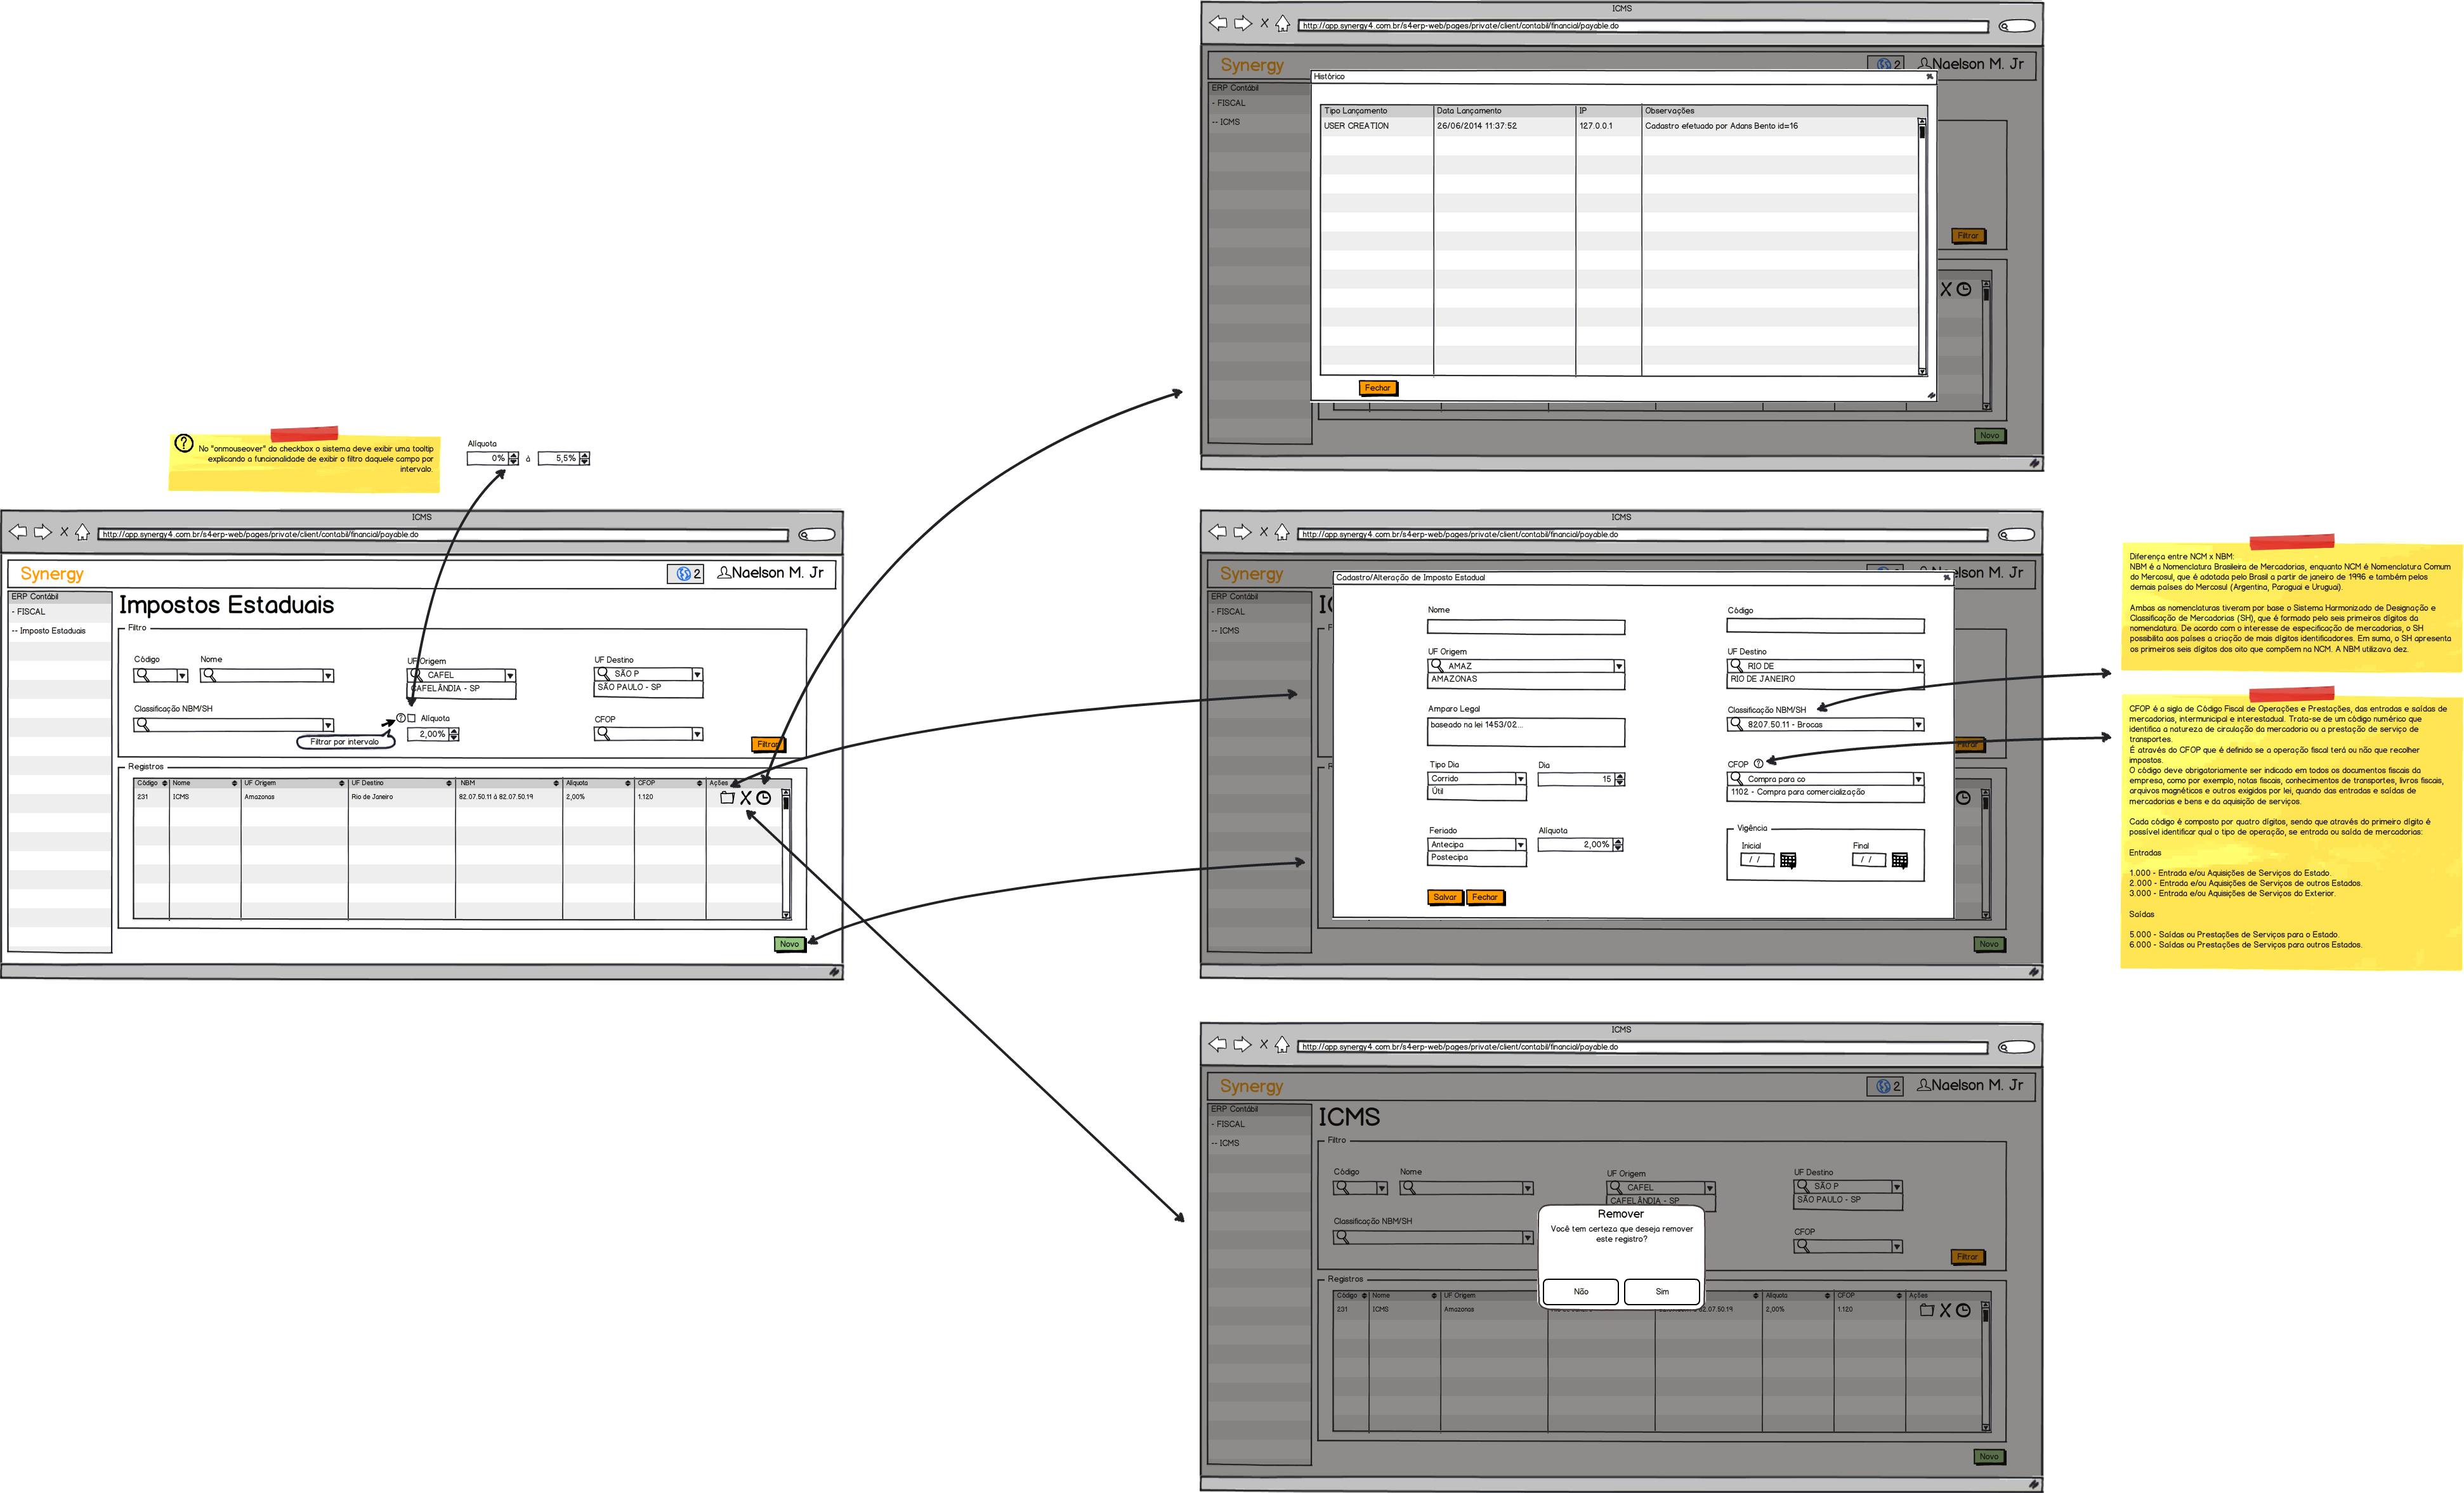 ICMS
http://app.synergy4.com.br/s4erp-web/pages/private/client/contabil/financial/payable.do
Synergy
2
Naelson M. Jr
ERP Contábil
- FISCAL
-- ICMS
Histórico
Tipo Lançamento
Data Lançamento
IP
Observações
USER CREATION
26/06/2014 11:37:52
127.0.0.1
Cadastro efetuado por Adans Bento id=16
Filtrar
Fechar
Novo
No "onmouseover" do checkbox o sistema deve exibir uma tooltip
explicando a funcionalidade de exibir o filtro daquele campo por
intervalo.
Alíquota
0%
à
5,5%
ICMS
http://app.synergy4.com.br/s4erp-web/pages/private/client/contabil/financial/payable.do
Synergy
2
Naelson M. Jr
ERP Contábil
- FISCAL
-- Imposto Estaduais
Impostos Estaduais
Filtro
Código
Nome
UF Origem
CAFEL
CAFELÂNDIA - SP
UF Destino
SÃO P
SÃO PAULO - SP
Classificação NBM/SH
Filtrar por intervalo
Alíquota
2,00%
CFOP
Filtrar
Registros
Código
Nome
UF Origem
UF Destino
NBM
Alíquota
CFOP
Ações
231
ICMS
Amazonas
Rio de Janeiro
82.07.50.11 à 82.07.50.19
2,00%
1.120
Novo
ICMS
http://app.synergy4.com.br/s4erp-web/pages/private/client/contabil/financial/payable.do
Synergy
Naelson M. Jr
ERP Contábil
- FISCAL
-- ICMS
Cadastro/Alteração de Imposto Estadual
Nome
Código
UF Origem
AMAZ
AMAZONAS
UF Destino
RIO DE
RIO DE JANEIRO
Amparo Legal
baseado na lei 1453/02...
Classificação NBM/SH
8207.50.11 - Brocas
Tipo Dia
Corrido
Útil
Dia
15
CFOP
Compra para co
1102 - Compra para comercialização
Feriado
Antecipa
Postecipa
Alíquota
2,00%
Vigência
Inicial
/ /
Final
/ /
Salvar
Fechar
Filtrar
Novo
Diferença entre NCM x NBM:
NBM é a Nomenclatura Brasileira de Mercadorias, enquanto NCM é Nomenclatura Comum
do Mercosul, que é adotada pelo Brasil a partir de janeiro de 1996 e também pelos
demais países do Mercosul (Argentina, Paraguai e Uruguai).
Ambas as nomenclaturas tiveram por base o Sistema Harmonizado de Designação e
Classificação de Mercadorias (SH), que é formado pelo seis primeiros dígitos da
nomenclatura. De acordo com o interesse de especificação de mercadorias, o SH
possibilita aos países a criação de mais dígitos identificadores. Em suma, o SH apresenta
os primeiros seis dígitos dos oito que compõem na NCM. A NBM utilizava dez.
CFOP é a sigla de Código Fiscal de Operações e Prestações, das entradas e saídas de
mercadorias, intermunicipal e interestadual. Trata-se de um código numérico que
identifica a natureza de circulação da mercadoria ou a prestação de serviço de
transportes.
É através do CFOP que é definido se a operação fiscal terá ou não que recolher
impostos.
O código deve obrigatoriamente ser indicado em todos os documentos fiscais da
empresa, como por exemplo, notas fiscais, conhecimentos de transportes, livros fiscais,
arquivos magnéticos e outros exigidos por lei, quando das entradas e saídas de
mercadorias e bens e da aquisição de serviços.
Cada código é composto por quatro dígitos, sendo que através do primeiro dígito é
possível identificar qual o tipo de operação, se entrada ou saída de mercadorias:
Entradas
1.000 - Entrada e/ou Aquisições de Serviços do Estado.
2.000 - Entrada e/ou Aquisições de Serviços de outros Estados.
3.000 - Entrada e/ou Aquisições de Serviços do Exterior.
Saídas
5.000 - Saídas ou Prestações de Serviços para o Estado.
6.000 - Saídas ou Prestações de Serviços para outros Estados.
ICMS
http://app.synergy4.com.br/s4erp-web/pages/private/client/contabil/financial/payable.do
Synergy
2
Naelson M. Jr
ERP Contábil
- FISCAL
-- ICMS
ICMS
Filtro
Código
Nome
UF Origem
CAFEL
CAFELÂNDIA - SP
UF Destino
SÃO P
SÃO PAULO - SP
Classificação NBM/SH
CFOP
Filtrar
Remover
Você tem certeza que deseja remover
este registro?
Não
Sim
Registros
Código
Nome
UF Origem
Alíquota
CFOP
Ações
231
ICMS
Amazonas
82.07.50.19
2,00%
1.120
Novo